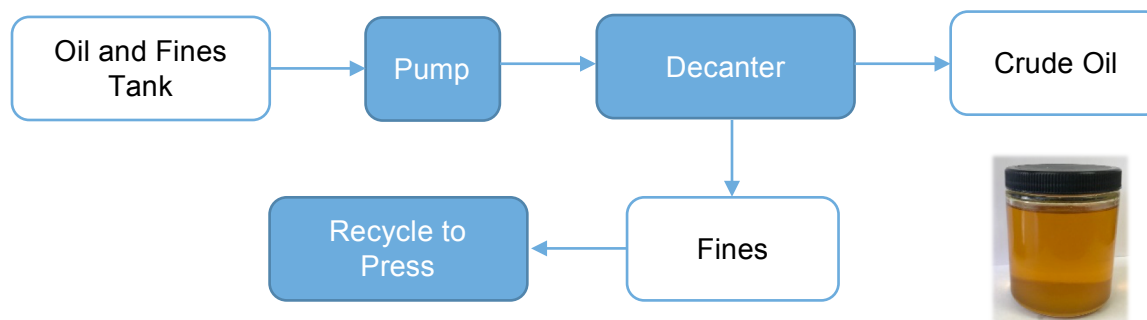 Oil and Fines
Tank
Pump
Decanter
Crude Oil
Recycle to
Press
Fines